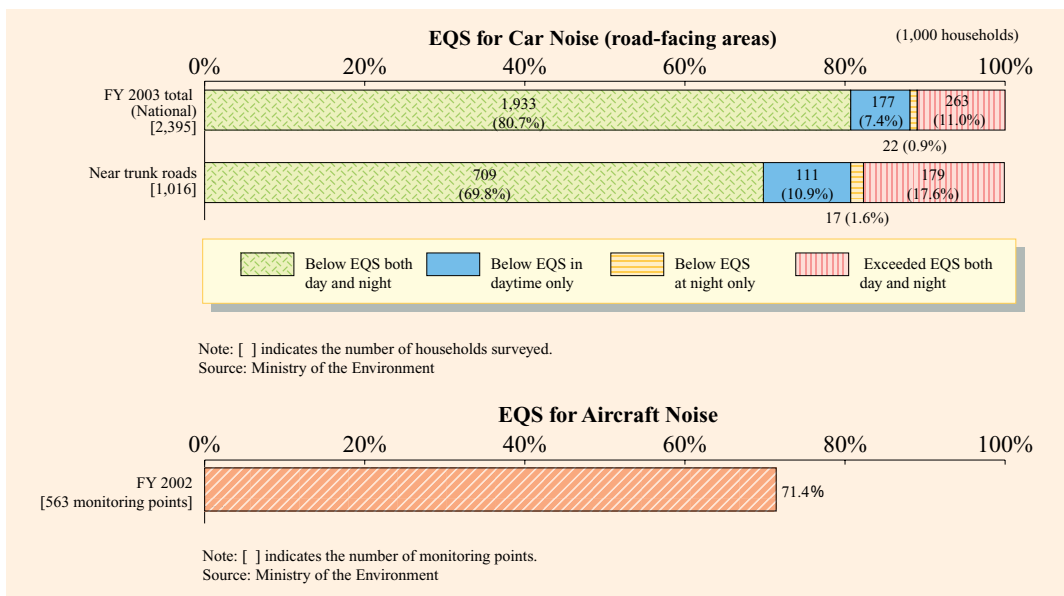 EQS for Car Noise (road-facing areas)
(1,000 households)
0% 20% 40% 60% 80% 100%
FY 2003 total
(National)
[2,395]
1,933
(80.7%)
177
(7.4%)
263
(11.0%)
22 (0.9%)
Near trunk roads
[1,016]
709
(69.8%)
111
(10.9%)
179
(17.6%)
17 (1.6%)
Below EQS both
day and night
Below EQS in
daytime only
Below EQS
at night only
Exceeded EQS both
day and night
Note: [ ] indicates the number of households surveyed.
Source: Ministry of the Environment
EQS for Aircraft Noise
0% 20% 40% 60% 80% 100%
FY 2002
[563 monitoring points]
71.4%
Note: [ ] indicates the number of monitoring points.
Source: Ministry of the Environment